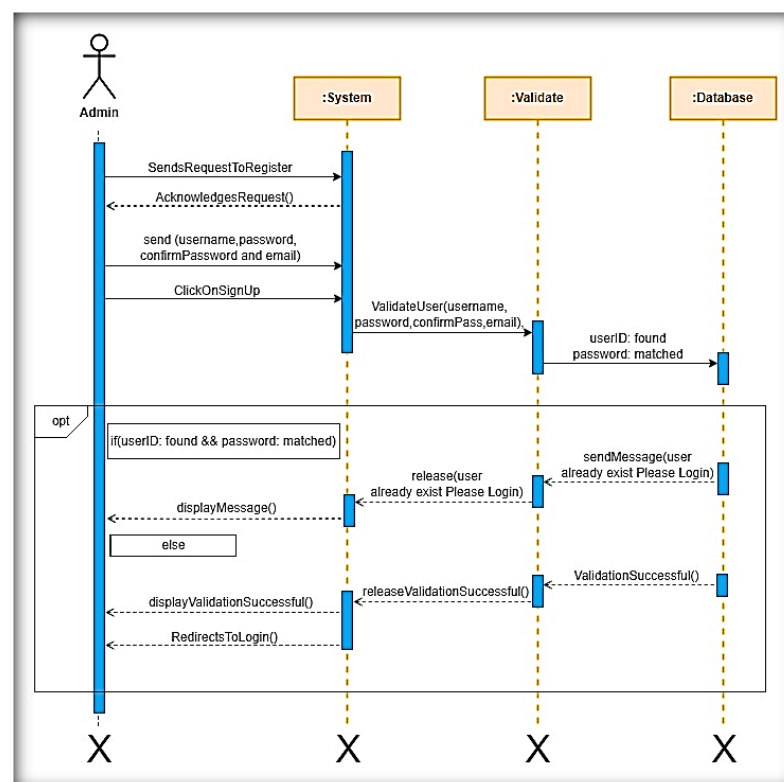 Admin
:System
:Validate
:Database
SendsRequestToRegister
AcknowledgesRequest()
send (username,password,
confirmPassword and email)
ClickOnSignUp
ValidateUser(username,
password,confirmPass,email)
userID: found
password: matched
opt
if(userID: found && password: matched)
sendMessage(user
already exist Please Login)
release(user
already exist Please Login)
displayMessage()
else
ValidationSuccessful()
releaseValidationSuccessful()
displayValidationSuccessful()
RedirectsToLogin()